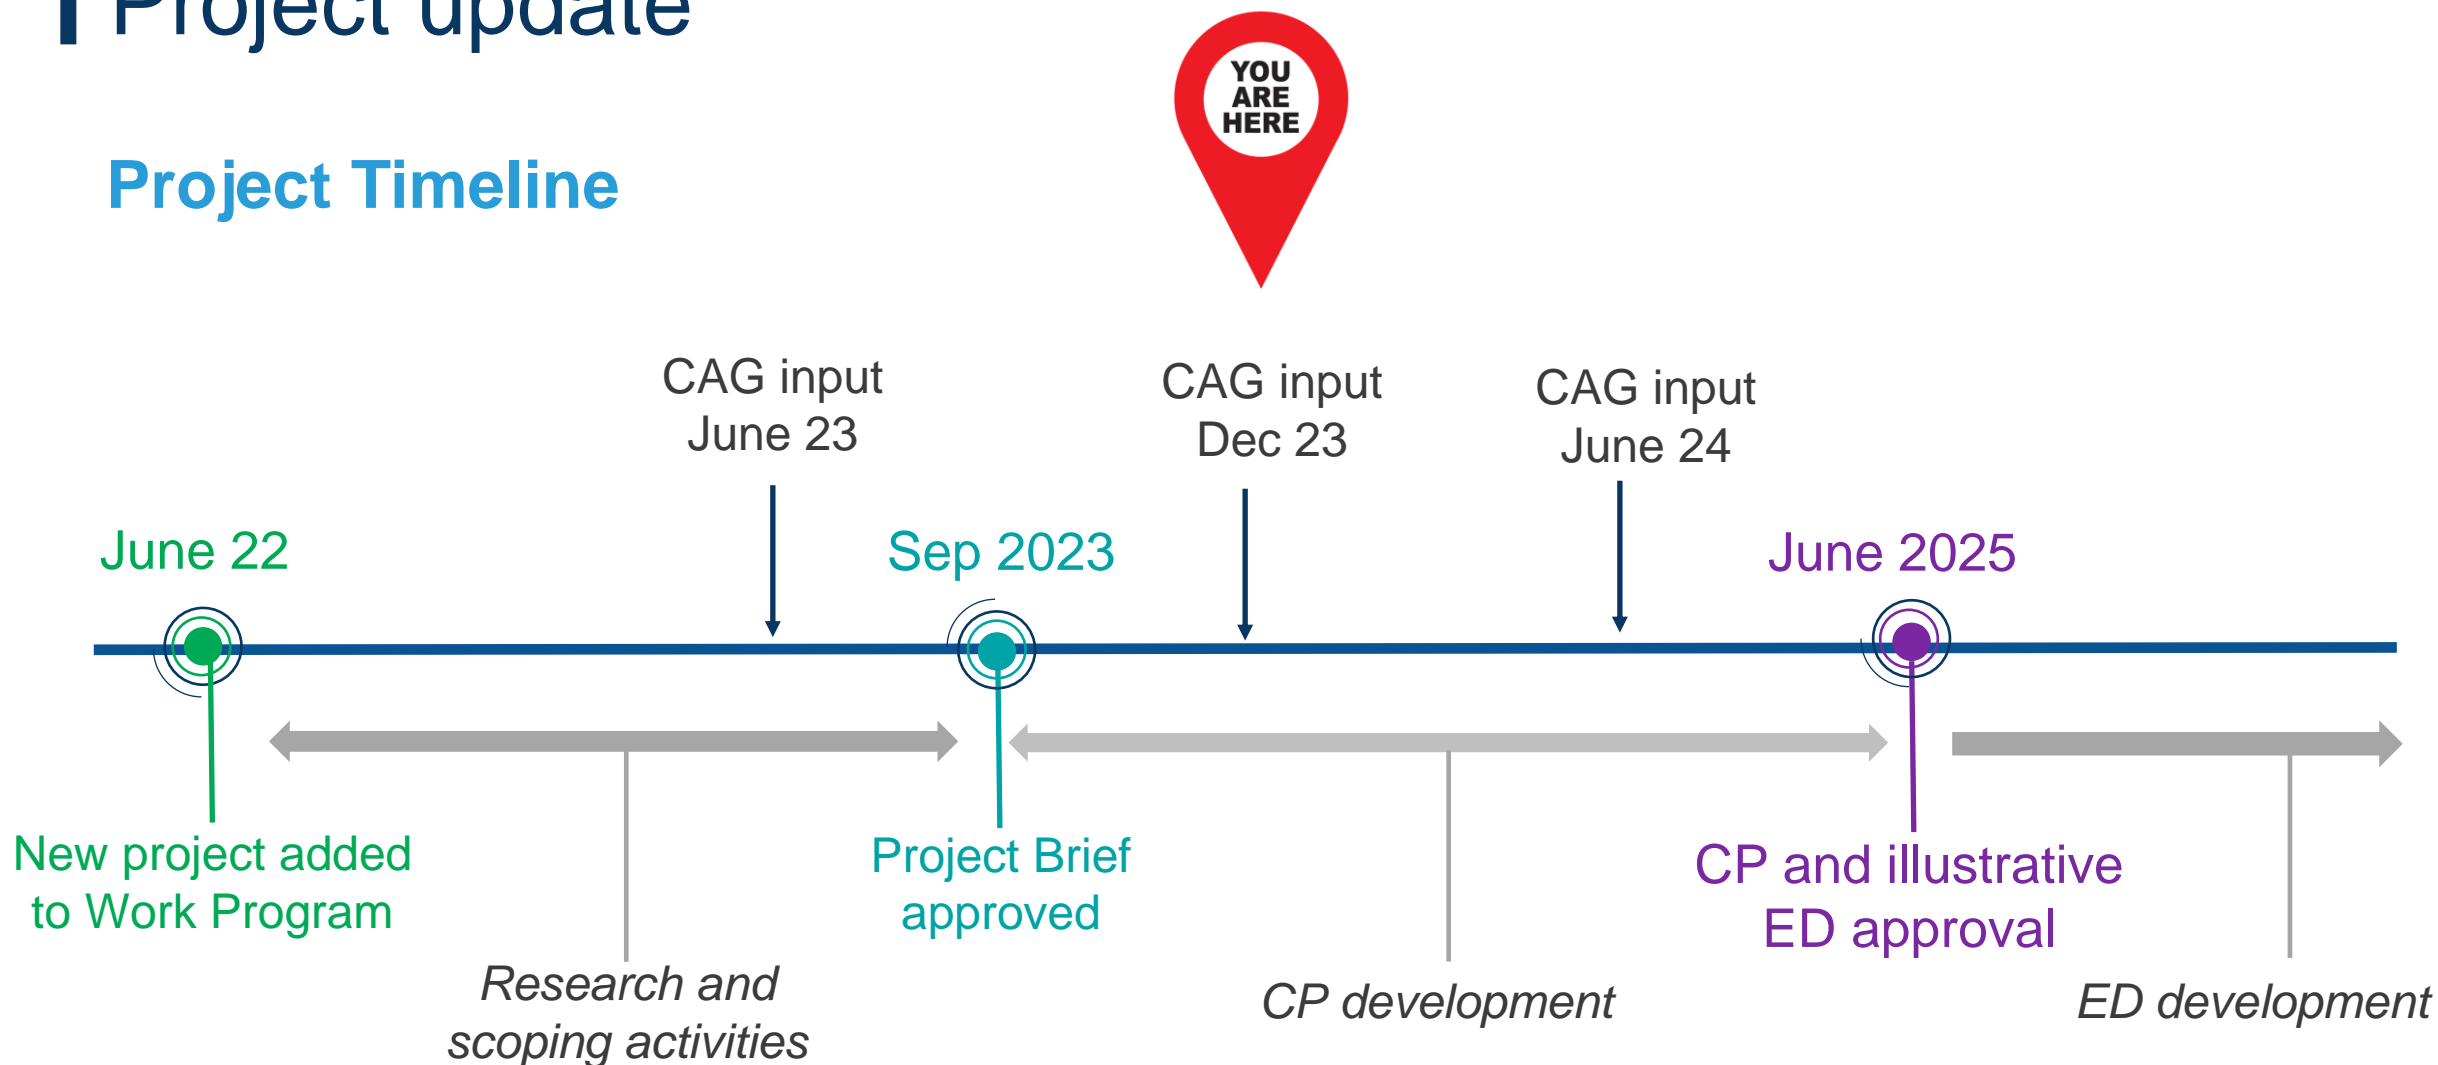 Project update
YOU
ARE
HERE
Project Timeline
CAG input
June 23
CAG input
Dec 23
CAG input
June 24
June 22
Sep 2023
June 2025
New project added
to Work Program
Project Brief
approved
CP and illustrative
ED approval
Research and
scoping activities
CP development
ED development